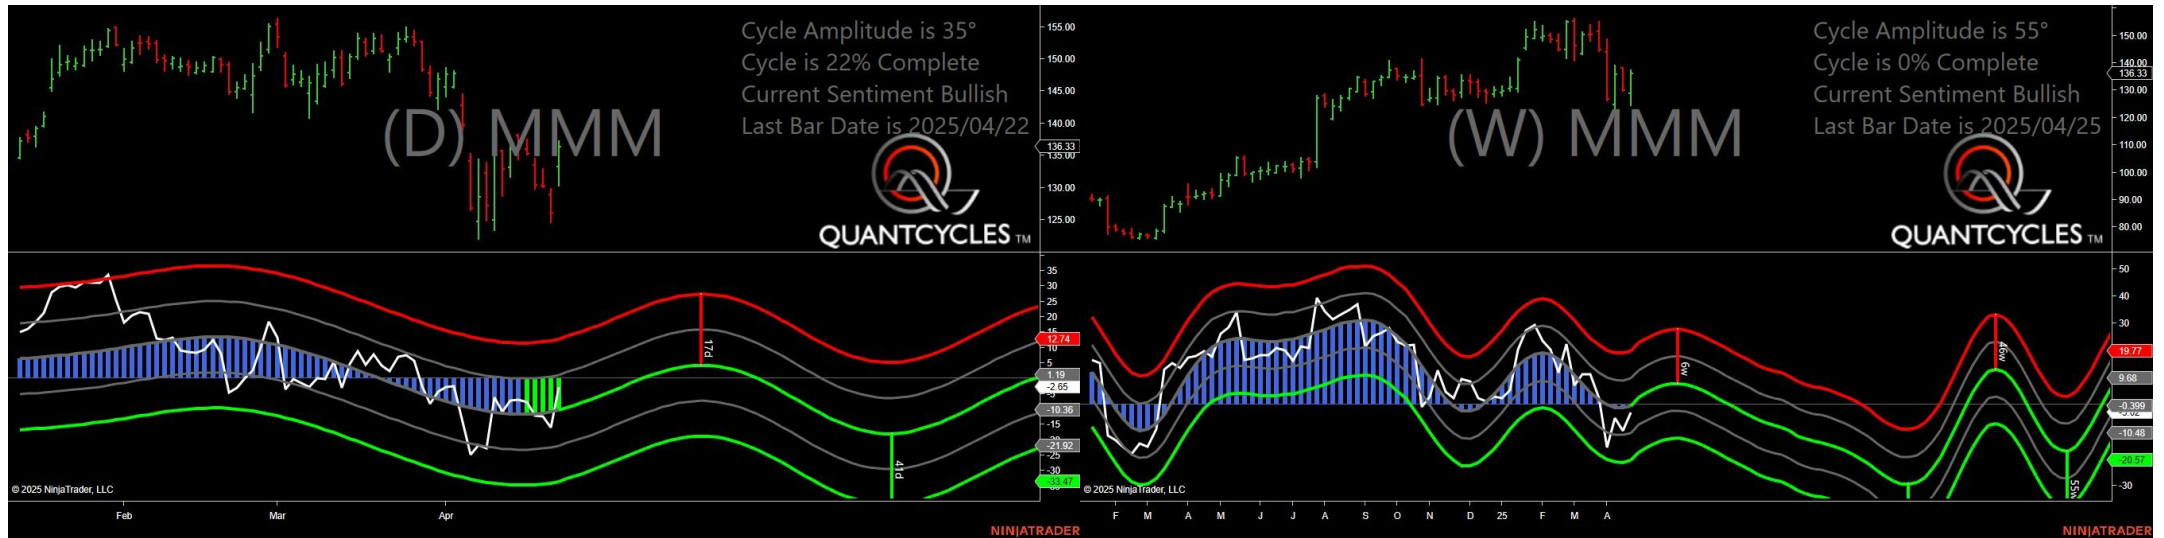 Cycle Amplitude is 35°
Cycle is 22% Complete
Current Sentiment Bullish
Last Bar Date is 2025/04/22
(D) MMM
QUANTCYCLES TM
155.00
150.00
145.00
140.00
136.33
135.00
130.00
125.00
35
30
25
20
15
12.74
10
5
1.19
-2.65
-5
-10.36
-15
-21.92
-25
-30
-33.47
17d
41d
© 2025 NinjaTrader, LLC
Feb Mar Apr
NINJATRADER
Cycle Amplitude is 55°
Cycle is 0% Complete
Current Sentiment Bullish
Last Bar Date is 2025/04/25
(W) MMM
QUANTCYCLES TM
150.00
140.00
136.33
130.00
120.00
110.00
100.00
90.00
80.00
50
40
30
19.77
9.68
-0.399
-10.48
-20.57
-30
6w
46w
55w
© 2025 NinjaTrader, LLC
F M A M J J A S O N D 25 F M A
NINJATRADER